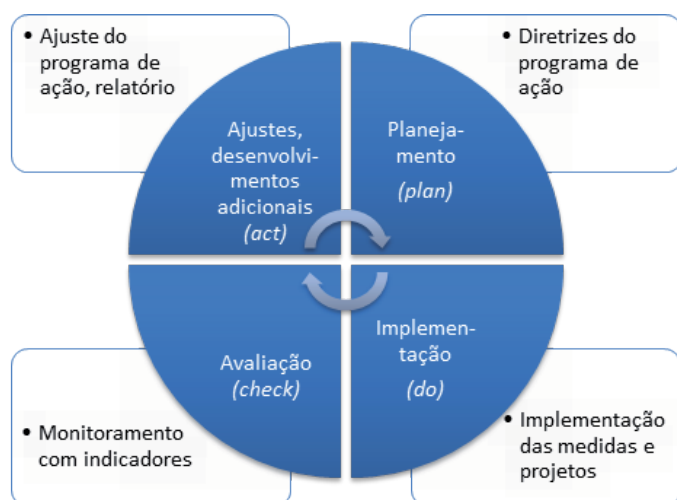 • Ajuste do
programa de
ação, relatório
• Diretrizes do
programa de
ação
Ajustes,
desenvolvi-
mentos
adicionais
(act)
Planeja-
mento
(plan)
Avaliação
(check)
Implemen-
tação
(do)
• Monitoramento
com indicadores
• Implementação
das medidas e
projetos